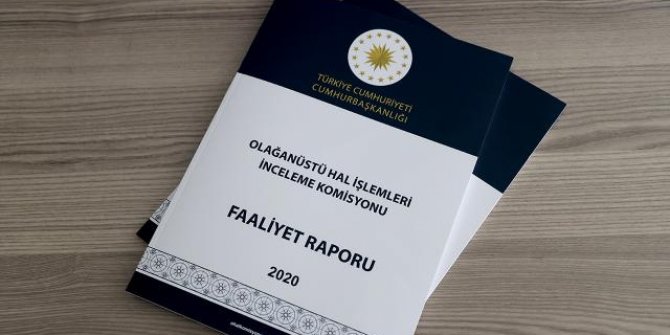 TÜRKİYE CUMHURİYETİ
CUMHURBAŞKANLIĞI
OLAĞANÜSTÜ HAL İŞLEMLERİ
İNCELEME KOMİSYONU
FAALİYET RAPORU
2020